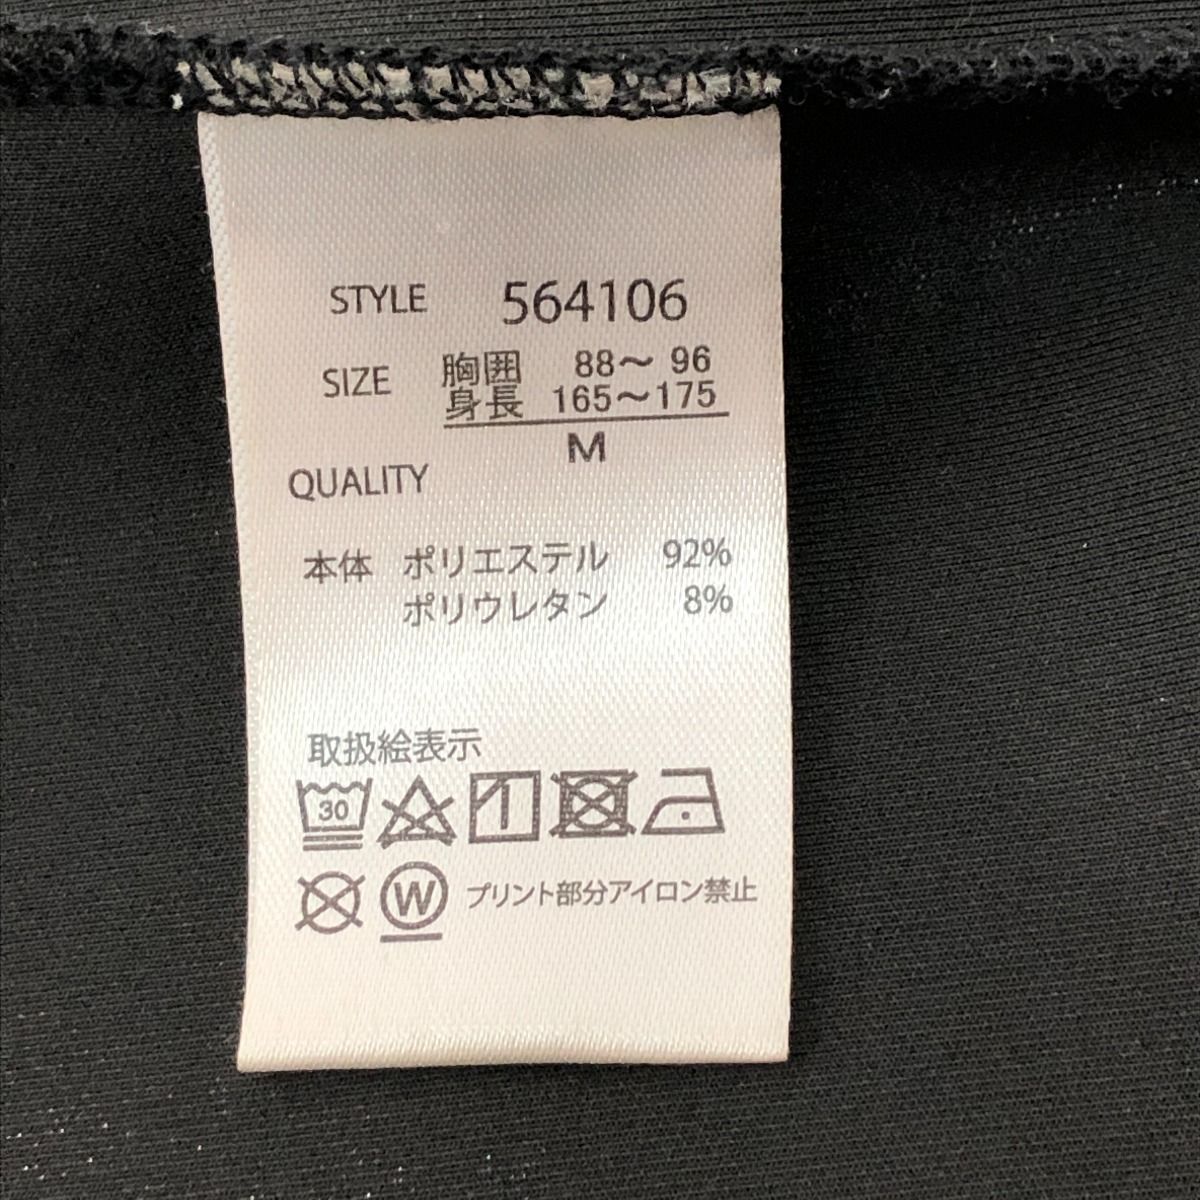 STYLE 564106
SIZE 胸囲 88〜96
身長 165〜175
M
QUALITY
本体 ポリエステル 92%
ポリウレタン 8%
取扱絵表示
30
W プリント部分アイロン禁止